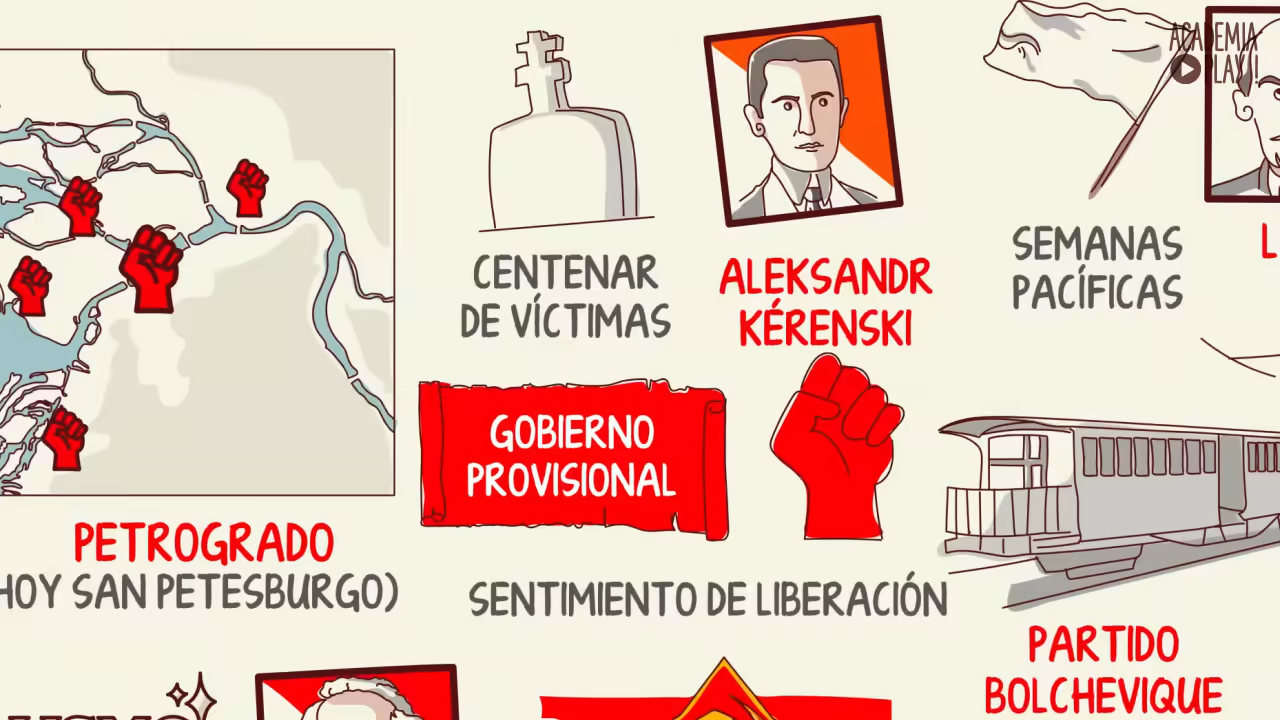 ACADEMIA
PLAY!
CENTENAR
DE VÍCTIMAS
ALEKSANDR
KÉRENSKI
SEMANAS
PACÍFICAS
L
GOBIERNO
PROVISIONAL
PETROGRADO
HOY SAN PETESBURGO)
SENTIMIENTO DE LIBERACIÓN
PARTIDO
BOLCHEVIQUE